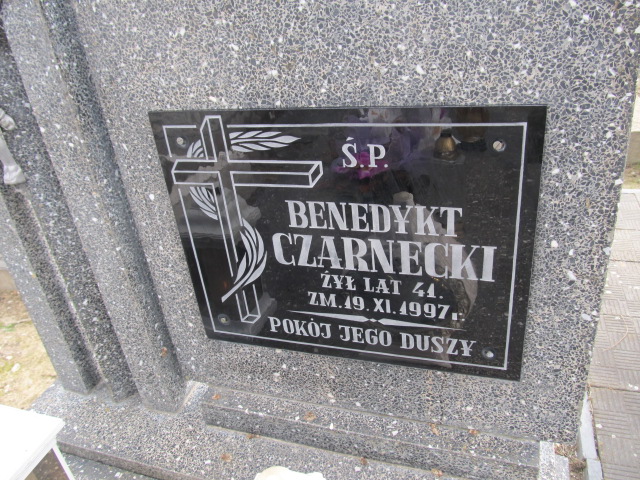 Ś.P.
BENEDYKT
CZARNECKI
ŻYŁ LAT 41.
ZM. 19. XI. 1997 r.
POKÓJ JEGO DUSZY